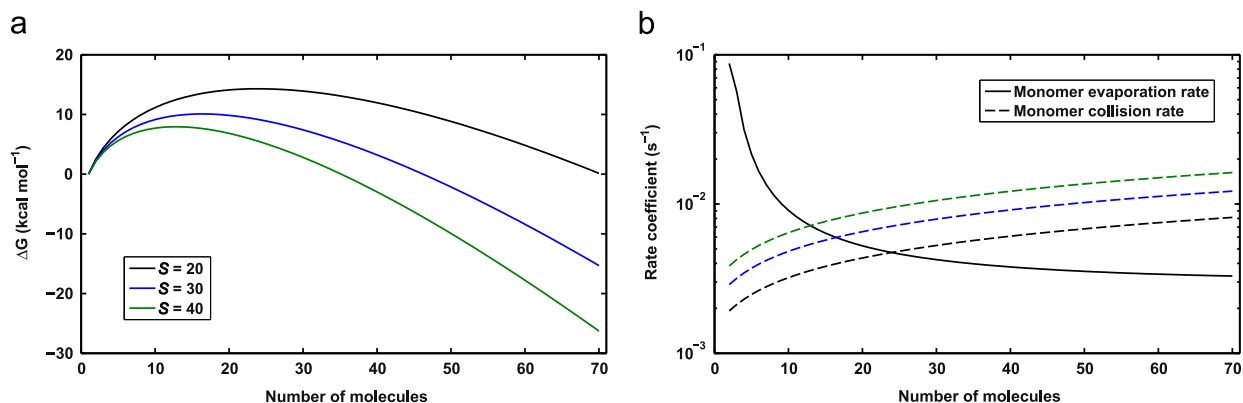 a
20
10
0
−10
−20
−30
ΔG (kcal mol−1)
S = 20
S = 30
S = 40
0 10 20 30 40 50 60 70
Number of molecules
b
10−1
10−2
10−3
Rate coefficient (s−1)
Monomer evaporation rate
Monomer collision rate
0 10 20 30 40 50 60 70
Number of molecules